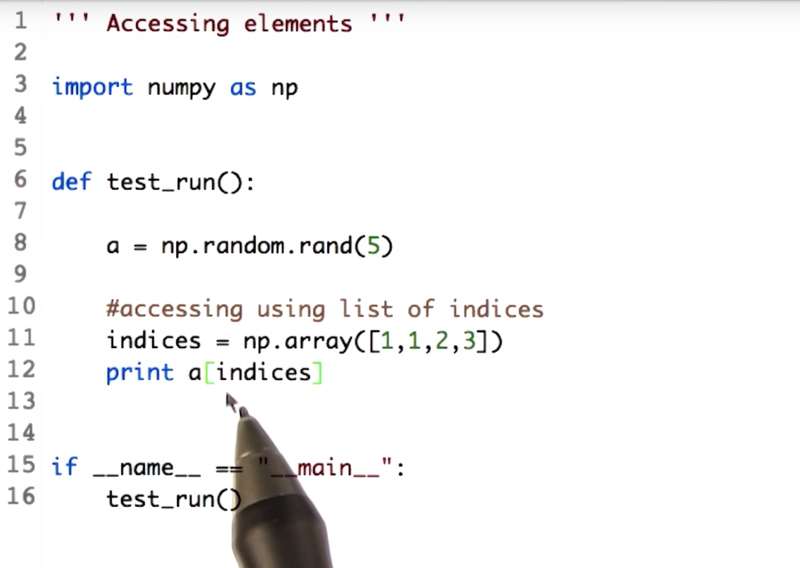 1 ''' Accessing elements '''
2
3 import numpy as np
4
5
6 def test_run():
7
8 a = np.random.rand(5)
9
10 #accessing using list of indices
11 indices = np.array([1,1,2,3])
12 print a[indices]
13
14
15 if __name__ == "__main__":
16 test_run()